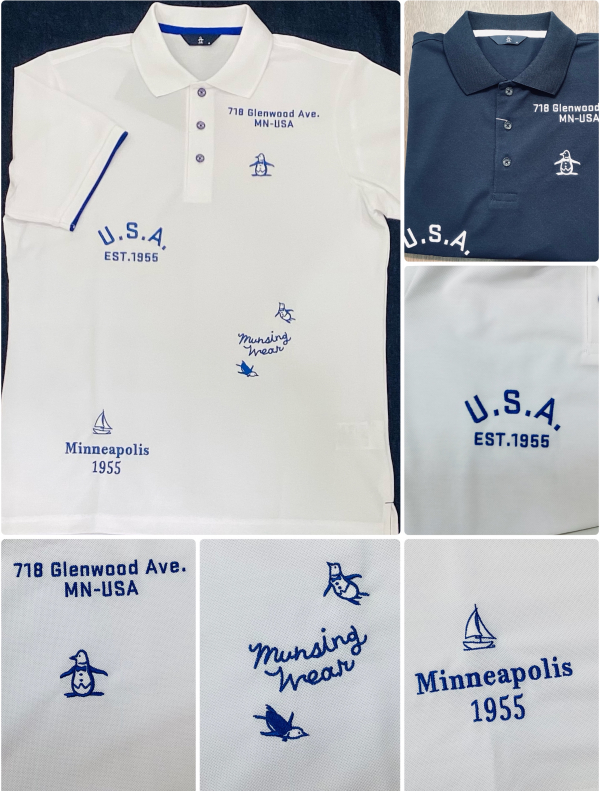 718 Glenwood Ave.
MN-USA
U.S.A.
EST.1955
Munsing
Wear
Minneapolis
1955
718 Glenwood
MN-USA
U.S.A.
U.S.A.
EST.1955
718 Glenwood Ave.
MN-USA
Munsing
Wear
Minneapolis
1955